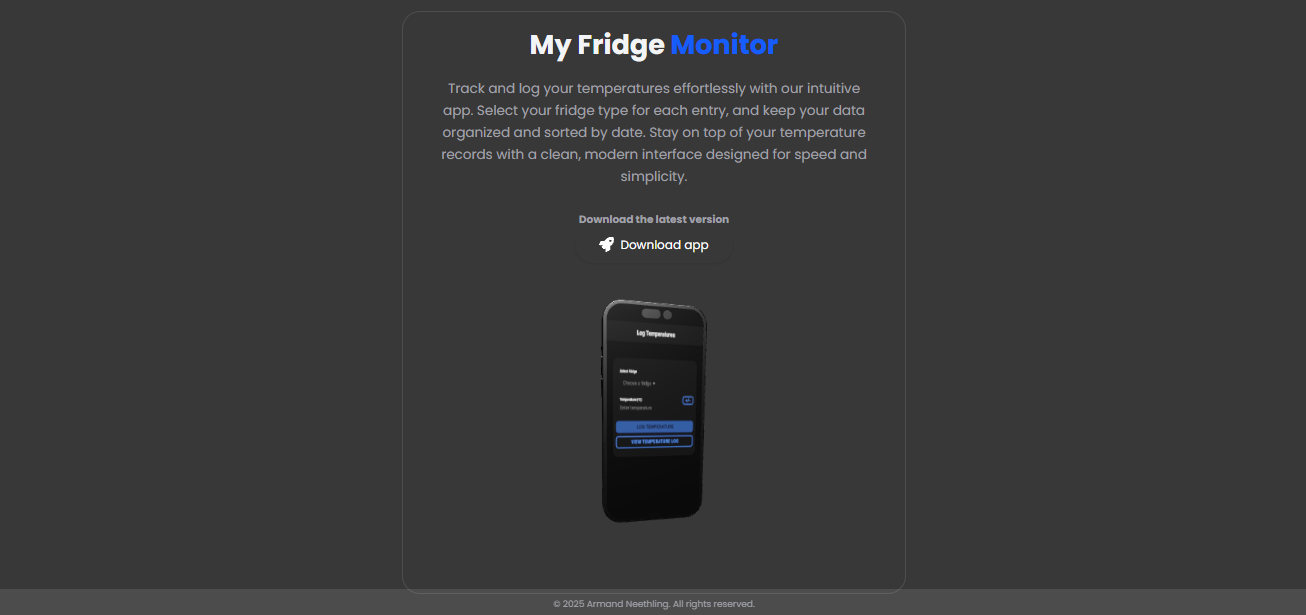 My Fridge Monitor
Track and log your temperatures effortlessly with our intuitive
app. Select your fridge type for each entry, and keep your data
organized and sorted by date. Stay on top of your temperature
records with a clean, modern interface designed for speed and
simplicity.
Download the latest version
Download app
Log Temperatures
Select fridge
Choose a fridge
Temperature (°C)
Enter temperature
LOG TEMPERATURE
VIEW TEMPERATURE LOG
© 2025 Armand Neethling. All rights reserved.